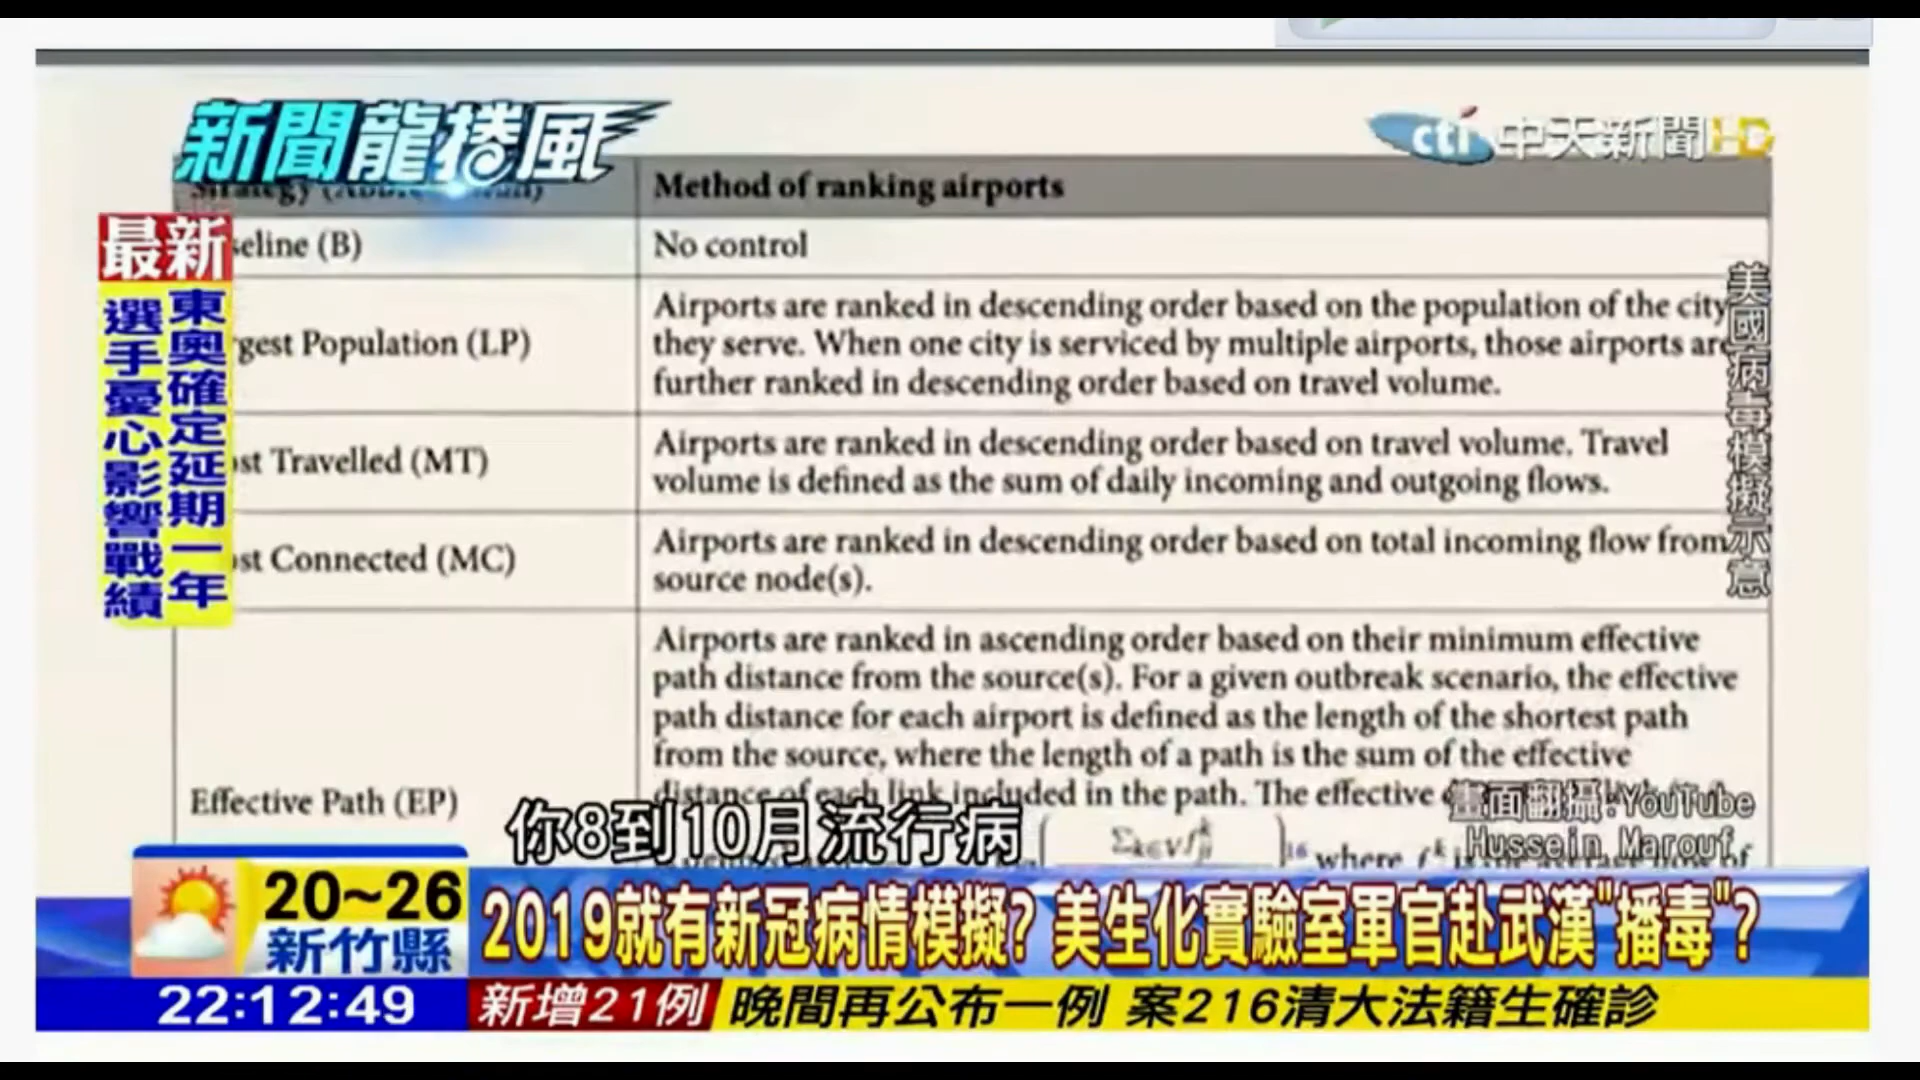 新聞龍捲風
cti中天新聞HD
Method of ranking airports
seline (B)
No control
gest Population (LP)
Airports are ranked in descending order based on the population of the city
they serve. When one city is serviced by multiple airports, those airports are
further ranked in descending order based on travel volume.
st Travelled (MT)
Airports are ranked in descending order based on travel volume. Travel
volume is defined as the sum of daily incoming and outgoing flows.
st Connected (MC)
Airports are ranked in descending order based on total incoming flow from
source node(s).
Effective Path (EP)
Airports are ranked in ascending order based on their minimum effective
path distance from the source(s). For a given outbreak scenario, the effective
path distance for each airport is defined as the length of the shortest path
from the source, where the length of a path is the sum of the effective
distance of each link included in the path. The effective
where
最新
東奧確定延期一年
選手憂心影響戰績
美國病毒模擬示意
畫面翻攝:YouTube
Hussein Marouf
你8到10月流行病
20~26
新竹縣
2019就有新冠病情模擬? 美生化實驗室軍官赴武漢"播毒"?
22:12:49
新增21例 晚間再公布一例 案216清大法籍生確診